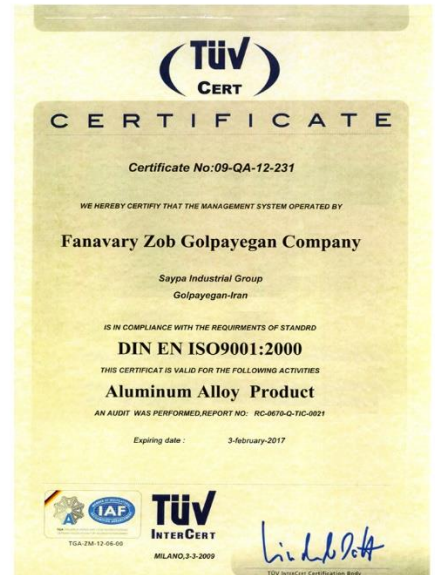 TÜV
CERT
CERTIFICATE
Certificate No:09-QA-12-231
WE HEREBY CERTIFIY THAT THE MANAGEMENT SYSTEM OPERATED BY
Fanavary Zob Golpayegan Company
Saypa Industrial Group
Golpayegan-Iran
IS IN COMPLIANCE WITH THE REQUIRMENTS OF STANDRD
DIN EN ISO9001:2000
THIS CERTIFICAT IS VALID FOR THE FOLLOWING ACTIVITIES
Aluminum Alloy Product
AN AUDIT WAS PERFORMED,REPORT NO: RC-0670-Q-TIC-0021
Expiring date : 3-february-2017
IAF
TGA-ZM-12-06-00
TÜV
INTERCERT
MILANO,3-3-2009
TÜV InterCert Certification Body